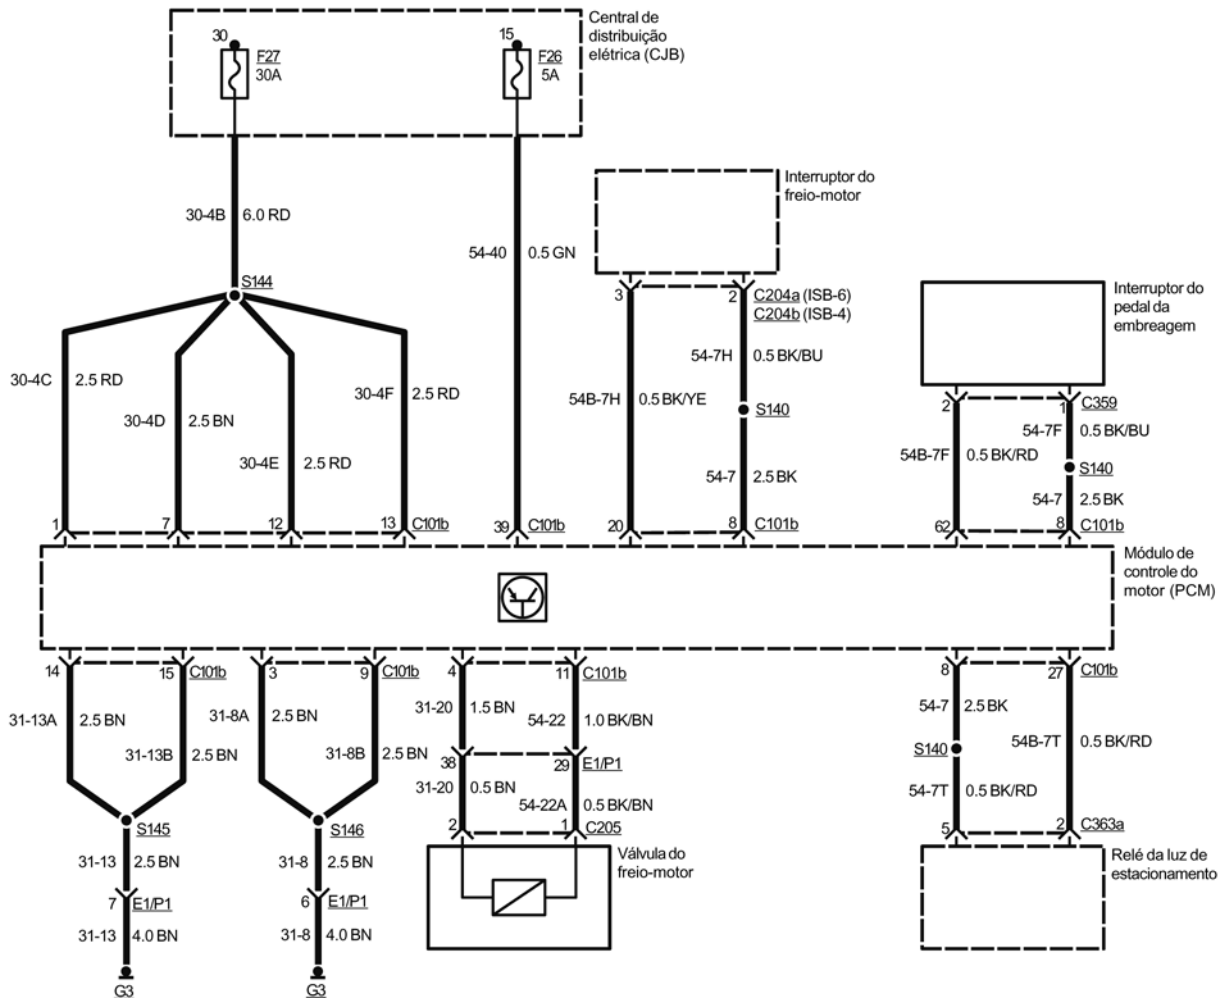 Central de
distribuição
elétrica (CJB)
30
F27
30A
15
F26
5A
30-4B
6.0 RD
54-40
0.5 GN
S144
30-4C
2.5 RD
30-4D
2.5 BN
30-4E
2.5 RD
30-4F
2.5 RD
1
7
12
13
C101b
39
C101b
Interruptor do
freio-motor
3
2
C204a (ISB-6)
C204b (ISB-4)
54-7H
0.5 BK/BU
54B-7H
0.5 BK/YE
S140
54-7
2.5 BK
20
8
C101b
Interruptor do
pedal da
embreagem
2
1
C359
54-7F
0.5 BK/BU
54B-7F
0.5 BK/RD
S140
54-7
2.5 BK
62
8
C101b
Módulo de
controle do
motor (PCM)
14
15
C101b
31-13A
2.5 BN
31-13B
2.5 BN
S145
31-13
2.5 BN
7
E1/P1
31-13
4.0 BN
G3
3
9
C101b
31-8A
2.5 BN
31-8B
2.5 BN
S146
31-8
2.5 BN
6
E1/P1
31-8
4.0 BN
G3
4
11
C101b
31-20
1.5 BN
54-22
1.0 BK/BN
38
29
E1/P1
31-20
0.5 BN
54-22A
0.5 BK/BN
2
1
C205
Válvula do
freio-motor
8
27
C101b
54-7
2.5 BK
54B-7T
0.5 BK/RD
S140
54-7T
0.5 BK/RD
5
2
C363a
Relé da luz de
estacionamento